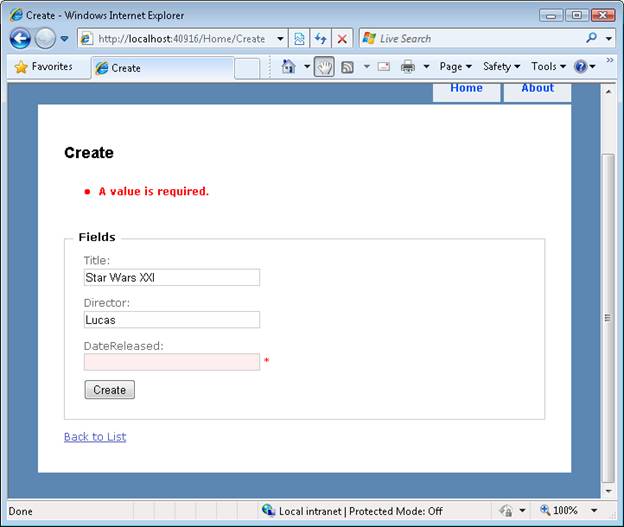 Create - Windows Internet Explorer
http://localhost:40916/Home/Create
Live Search
Favorites Create Page Safety Tools
Home About
Create
A value is required.
Fields
Title:
Star Wars XXI
Director:
Lucas
DateReleased:
*
Create
Back to List
Done Local intranet | Protected Mode: Off 100%